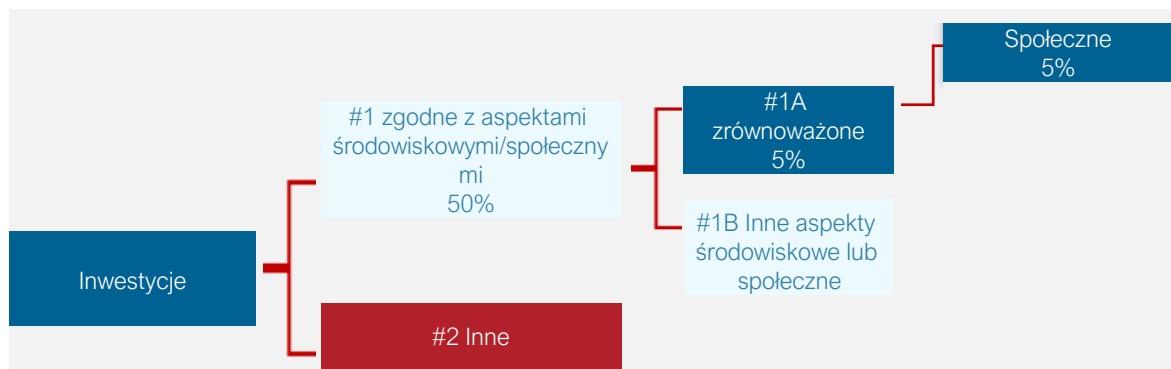 Społeczne
5%
#1A
zrównoważone
5%
#1 zgodne z aspektami
środowiskowymi/społeczny
mi
50%
#1B Inne aspekty
środowiskowe lub
społeczne
Inwestycje
#2 Inne